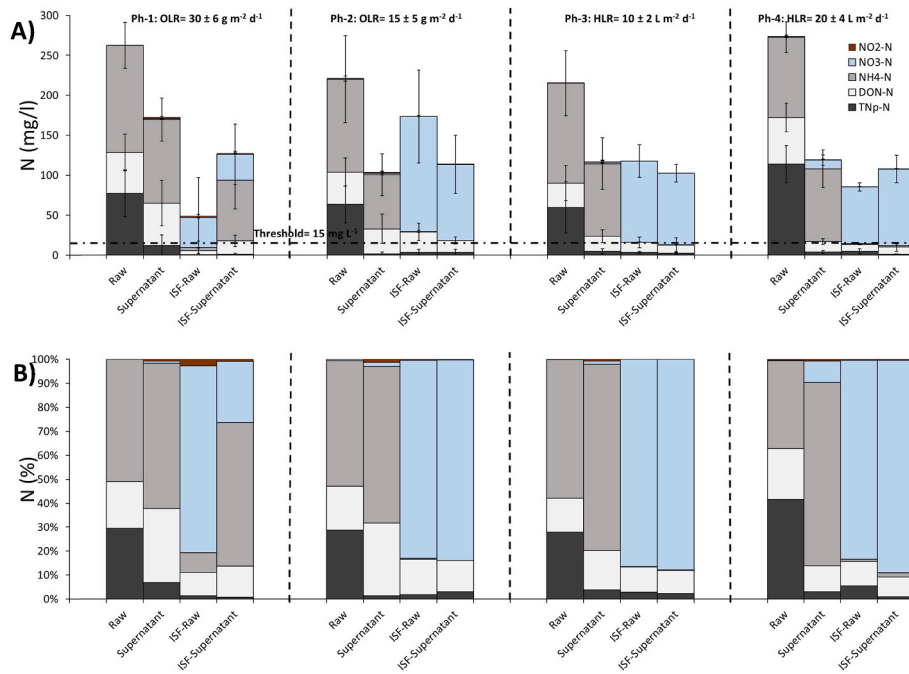 Ph-1: OLR= 30 ± 6 g m⁻² d⁻¹
Ph-2: OLR= 15 ± 5 g m⁻² d⁻¹
Ph-3: HLR= 10 ± 2 L m⁻² d⁻¹
Ph-4: HLR= 20 ± 4 L m⁻² d⁻¹
A)
N (mg/l)
300
250
200
150
100
50
0
NO2-N
NO3-N
NH4-N
DON-N
TNp-N
Threshold= 15 mg L⁻¹
Raw
Supernatant
ISF-Raw
ISF-Supernatant
Raw
Supernatant
ISF-Raw
ISF-Supernatant
Raw
Supernatant
ISF-Raw
ISF-Supernatant
Raw
Supernatant
ISF-Raw
ISF-Supernatant
B)
N (%)
100%
90%
80%
70%
60%
50%
40%
30%
20%
10%
0%
Raw
Supernatant
ISF-Raw
ISF-Supernatant
Raw
Supernatant
ISF-Raw
ISF-Supernatant
Raw
Supernatant
ISF-Raw
ISF-Supernatant
Raw
Supernatant
ISF-Raw
ISF-Supernatant